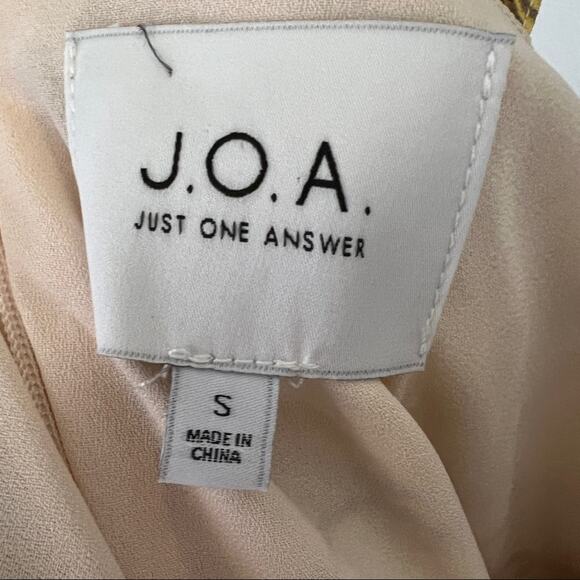 J.O.A.
JUST ONE ANSWER
S
MADE IN
CHINA